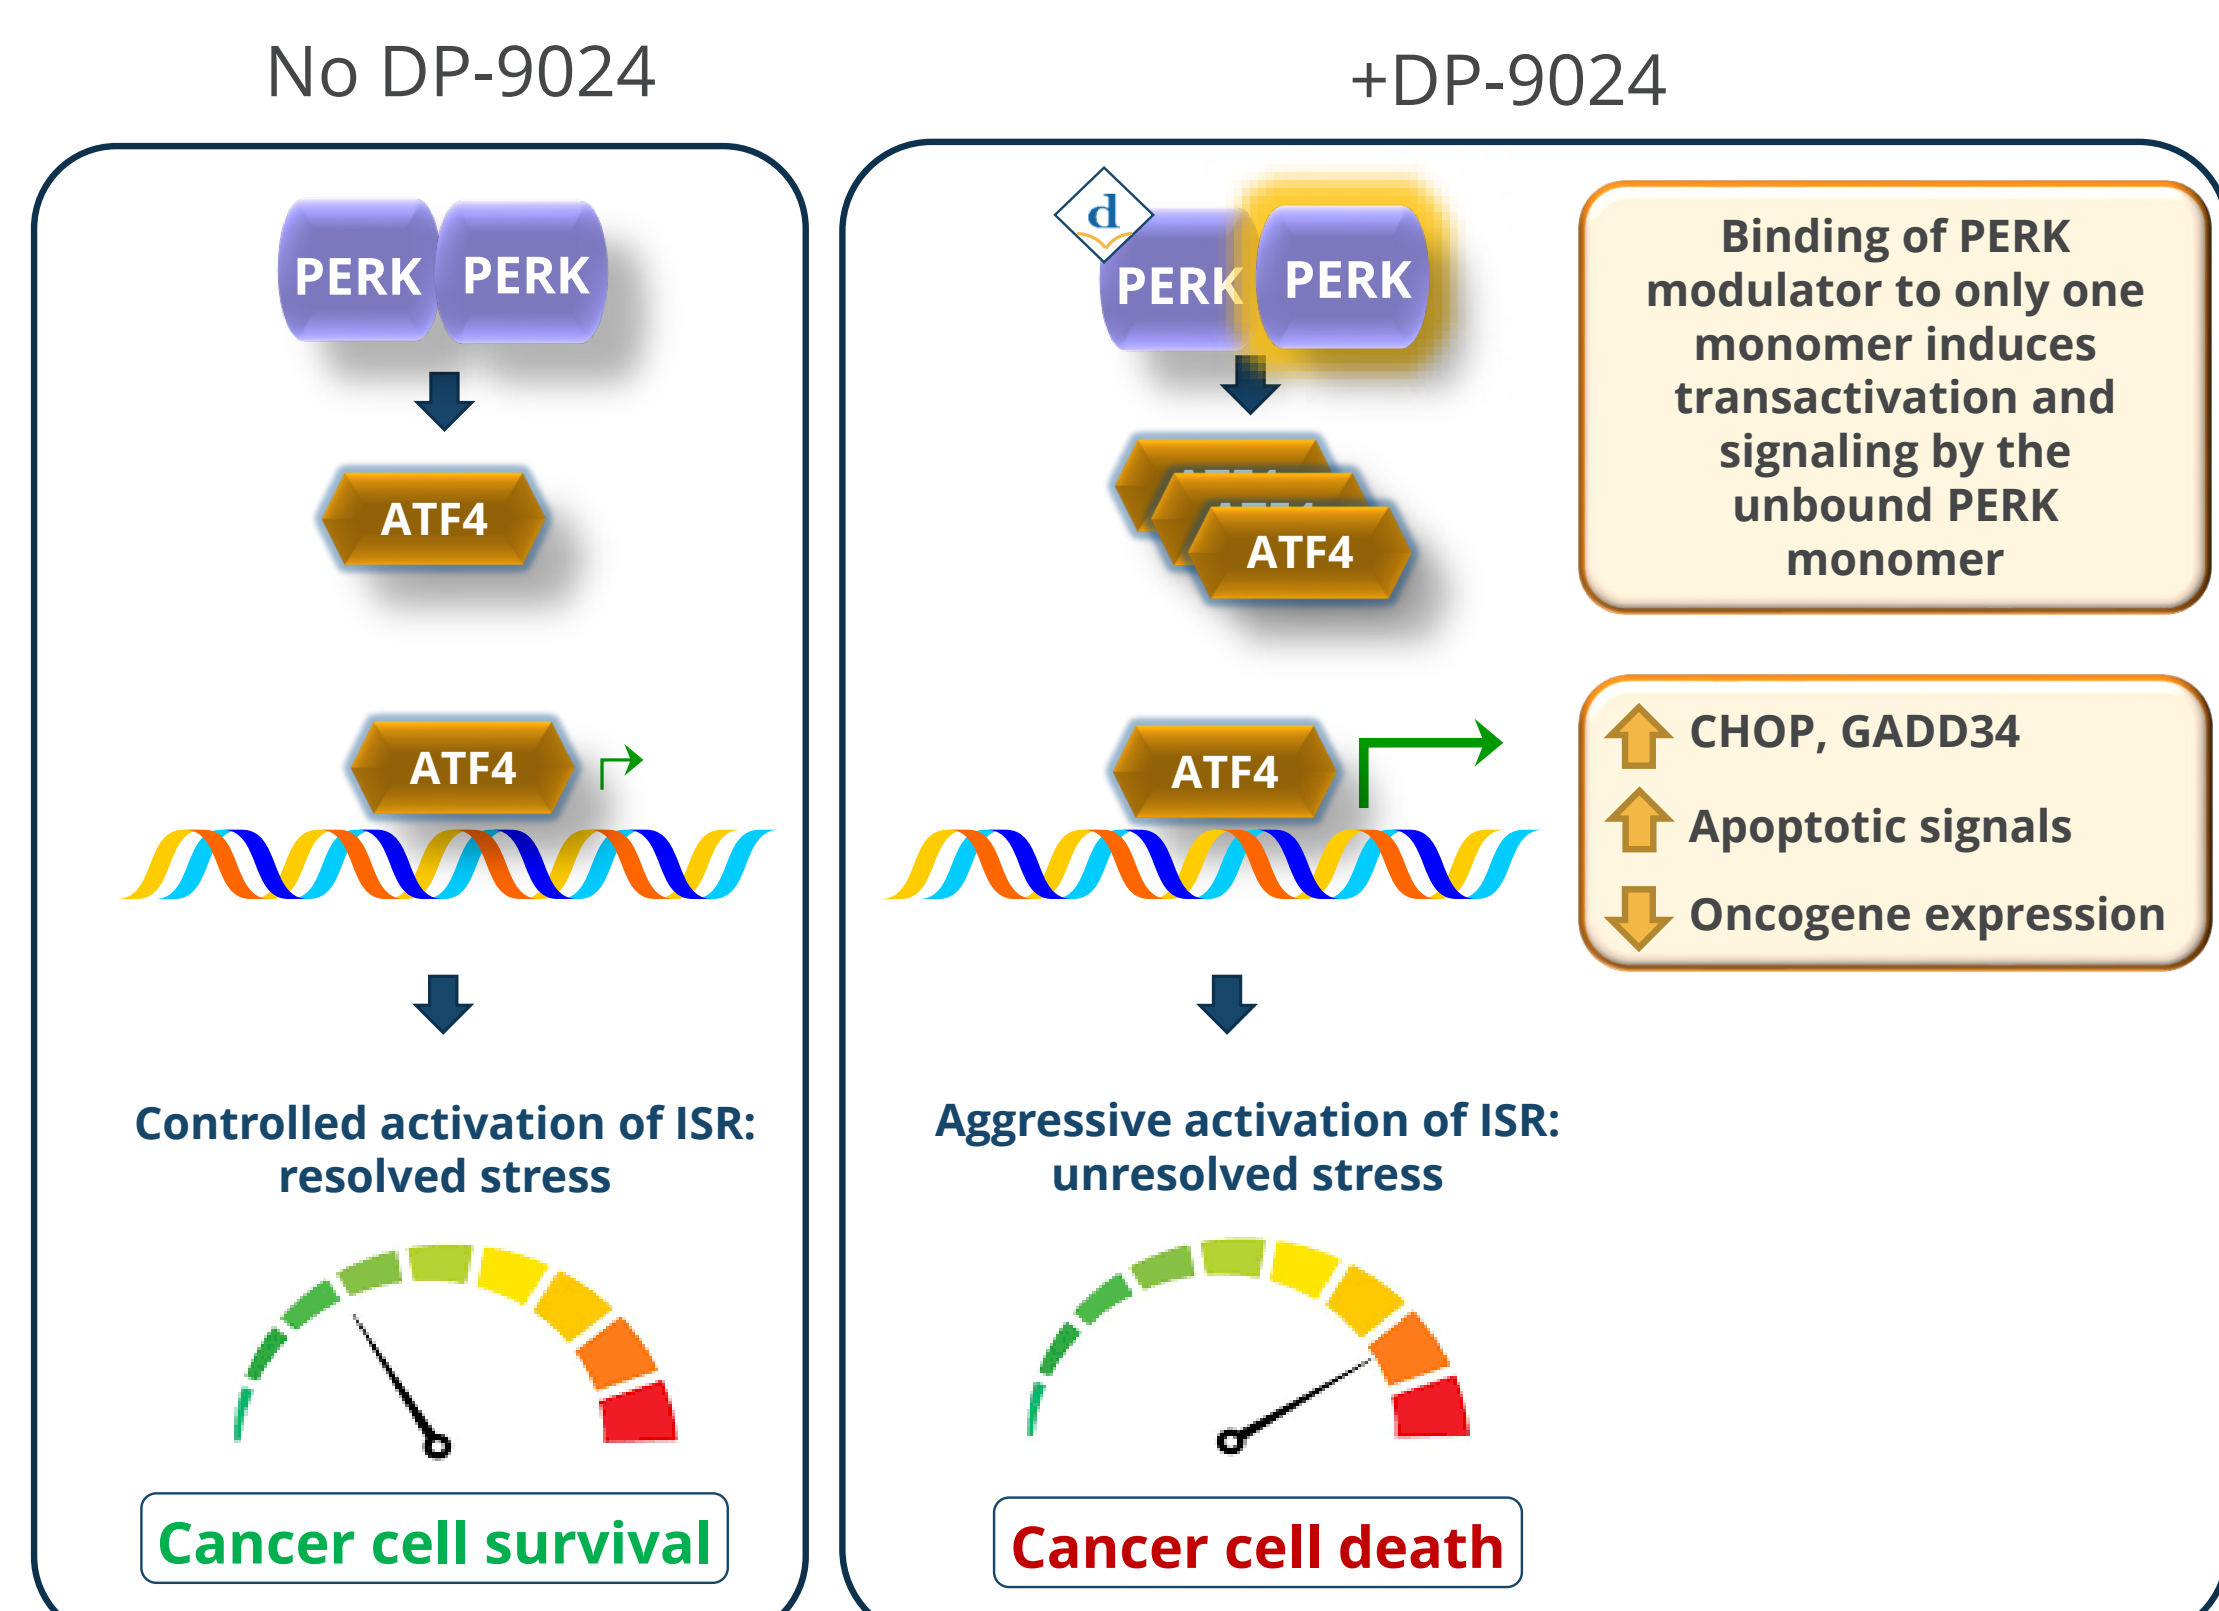 No DP-9024
PERK PERK
ATF4
ATF4
Controlled activation of ISR:
resolved stress
Cancer cell survival
+DP-9024
d
PERK PERK
ATF4
ATF4
ATF4
ATF4
Aggressive activation of ISR:
unresolved stress
Cancer cell death
Binding of PERK
modulator to only one
monomer induces
transactivation and
signaling by the
unbound PERK
monomer
CHOP, GADD34
Apoptotic signals
Oncogene expression